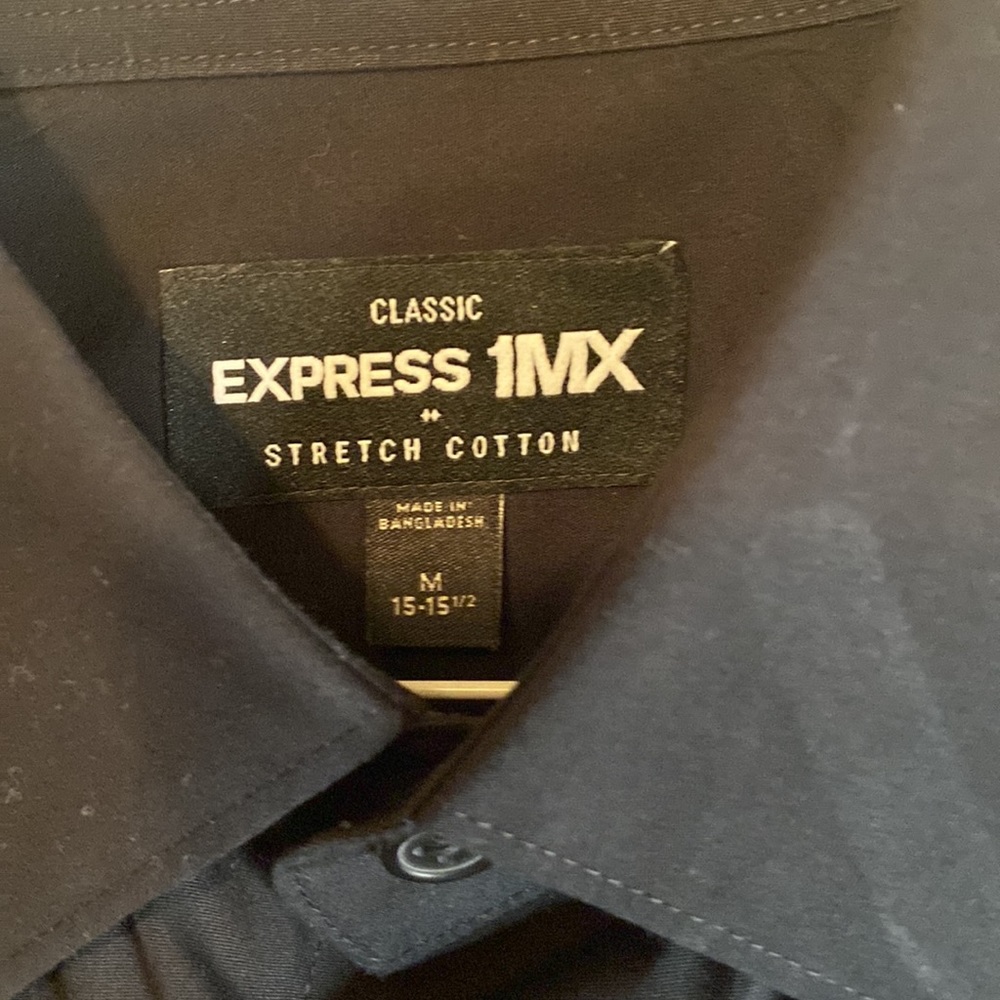 CLASSIC
EXPRESS 1MX
STRETCH COTTON
MADE IN
BANGLADESH
M
15-15 1/2